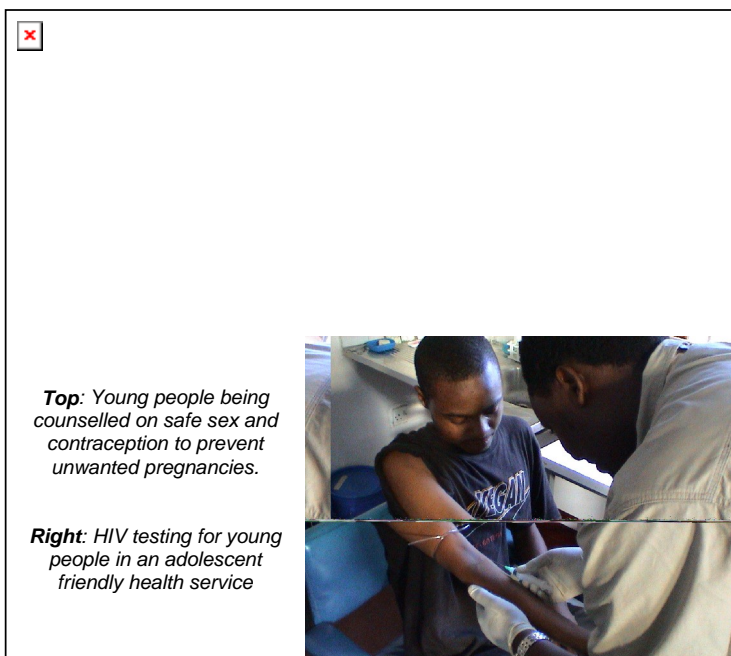 Top: Young people being
counselled on safe sex and
contraception to prevent
unwanted pregnancies.
Right: HIV testing for young
people in an adolescent
friendly health service